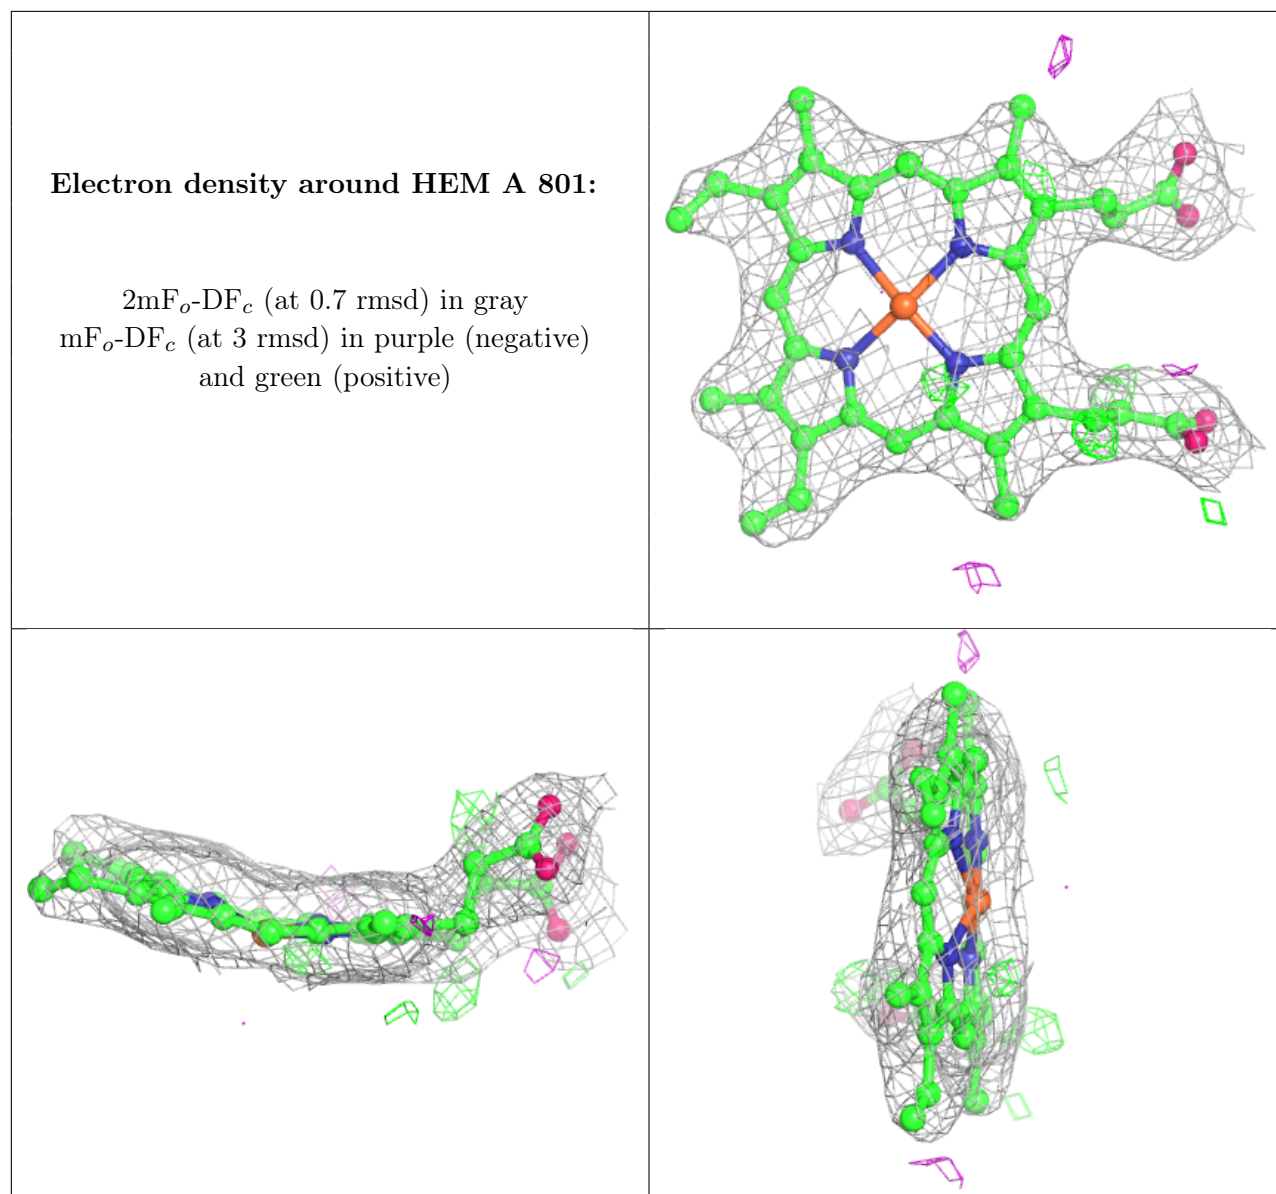 Electron density around HEM A 801:
2mFo-DFc (at 0.7 rmsd) in gray
mFo-DFc (at 3 rmsd) in purple (negative)
and green (positive)